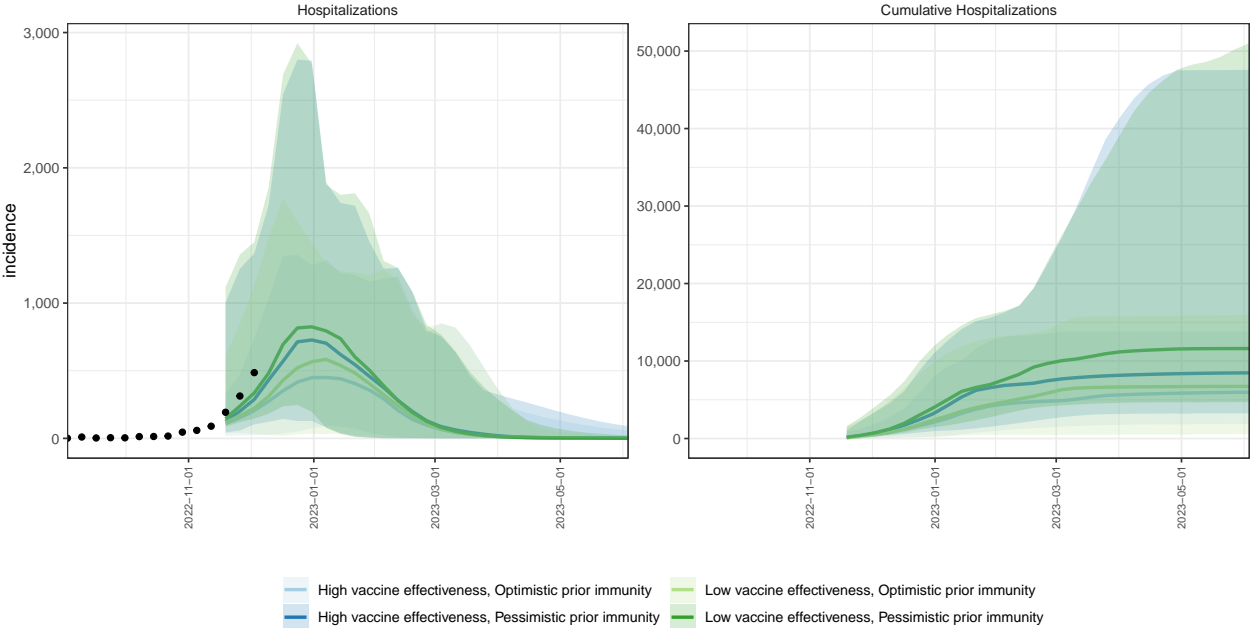 Hospitalizations
Cumulative Hospitalizations
incidence
3,000
2,000
1,000
0
50,000
40,000
30,000
20,000
10,000
0
2022−11−01
2023−01−01
2023−03−01
2023−05−01
2022−11−01
2023−01−01
2023−03−01
2023−05−01
High vaccine effectiveness, Optimistic prior immunity
Low vaccine effectiveness, Optimistic prior immunity
High vaccine effectiveness, Pessimistic prior immunity
Low vaccine effectiveness, Pessimistic prior immunity